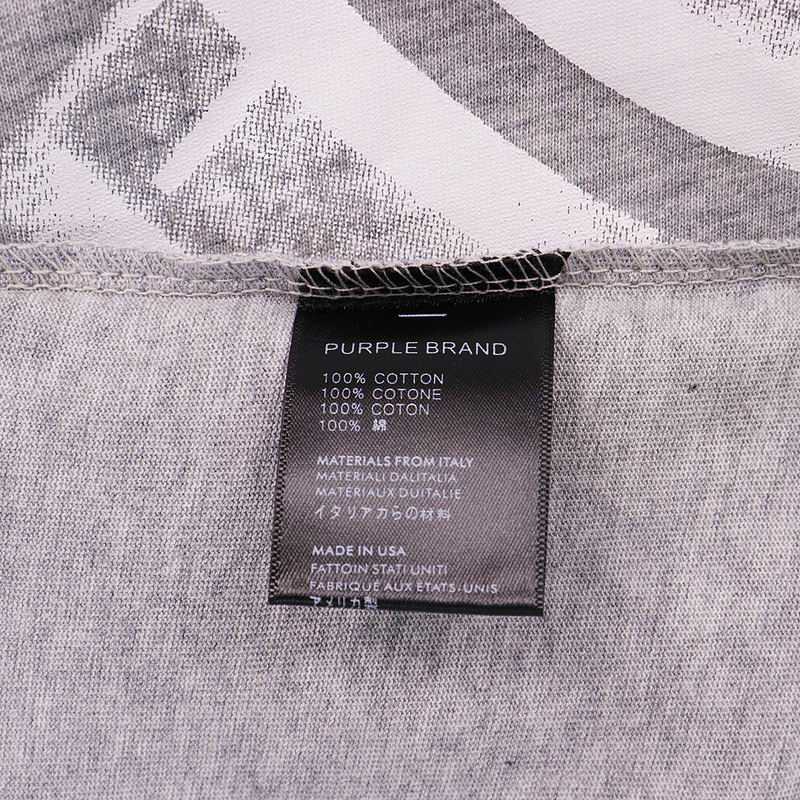 PURPLE BRAND
100% COTTON
100% COTONE
100% COTON
100% 綿
MATERIALS FROM ITALY
MATERIALI DALITALIA
MATERIAUX DUITALIE
イタリアカらの材料
MADE IN USA
FATTOIN STATI UNITI
FABRIQUE AUX ETATS-UNIS
アメリカ製